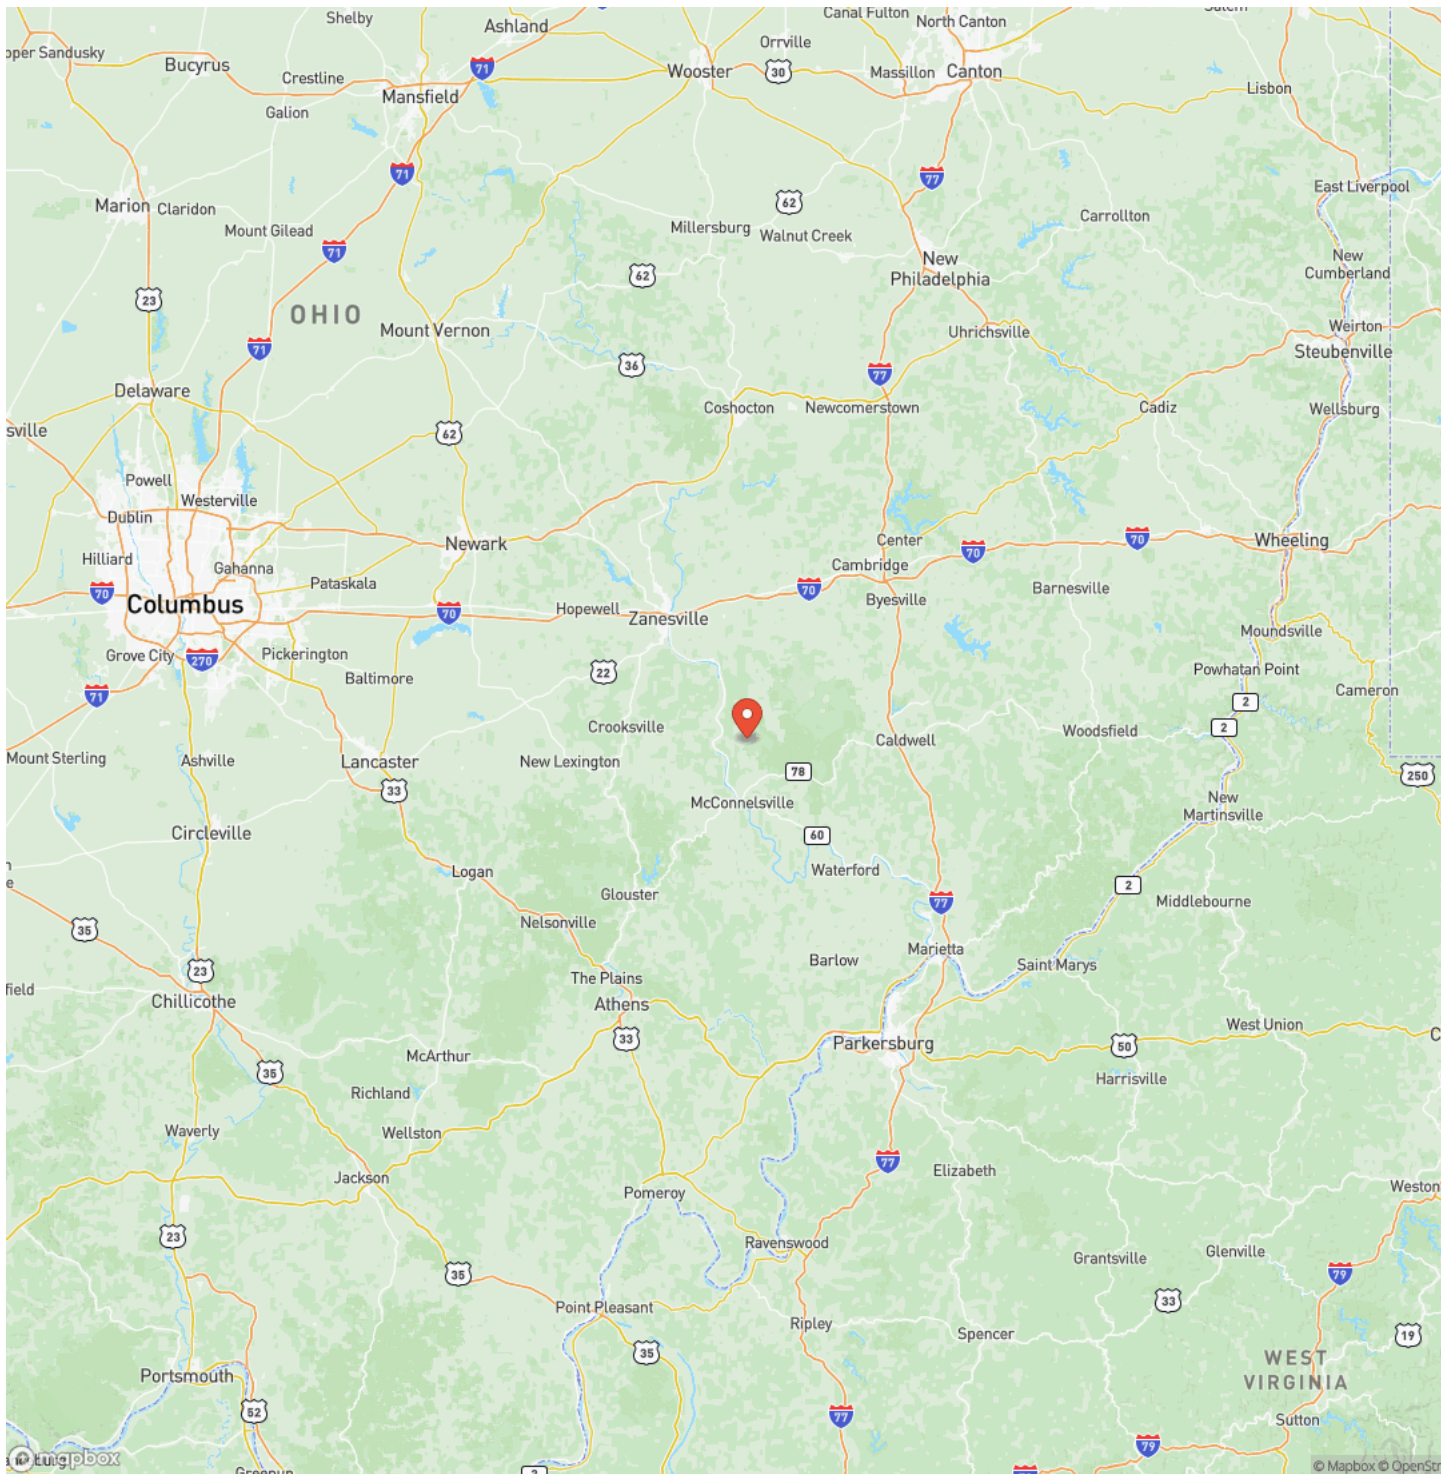 Shelby
Ashland
Canal Fulton
North Canton
Orrville
Upper Sandusky
Bucyrus
Crestline
71
Wooster
30
Massillon
Canton
Mansfield
Galion
Lisbon
71
77
Marion
Claridon
62
East Liverpool
Mount Gilead
Millersburg
Walnut Creek
Carrollton
71
62
New
Philadelphia
New
Cumberland
23
OHIO
Mount Vernon
Uhrichsville
Weirton
71
36
77
Steubenville
Delaware
Coshocton
Newcomerstown
Cadiz
Wellsburg
sville
62
Powell
Westerville
Dublin
Newark
Center
70
70
Wheeling
Hilliard
Gahanna
Cambridge
70
Columbus
Pataskala
70
Hopewell
Zanesville
70
Byesville
Barnesville
Grove City
270
Pickerington
Moundsville
71
Baltimore
22
Powhatan Point
Cameron
2
2
Crooksville
Woodsfield
Caldwell
Mount Sterling
Ashville
Lancaster
New Lexington
78
250
33
McConnelsville
New
Martinsville
Circleville
60
Logan
Waterford
2
Glouster
77
Middlebourne
35
Nelsonville
Marietta
23
The Plains
Barlow
Saint Marys
field
Chillicothe
Athens
33
Parkersburg
50
West Union
35
McArthur
Richland
Harrisville
Waverly
Wellston
77
Elizabeth
Jackson
Pomeroy
Weston
23
Ravenswood
Grantsville
Glenville
35
79
Point Pleasant
33
Ripley
Spencer
19
35
WEST
VIRGINIA
Portsmouth
52
77
Sutton
79
mapbox
© Mapbox © OpenStr